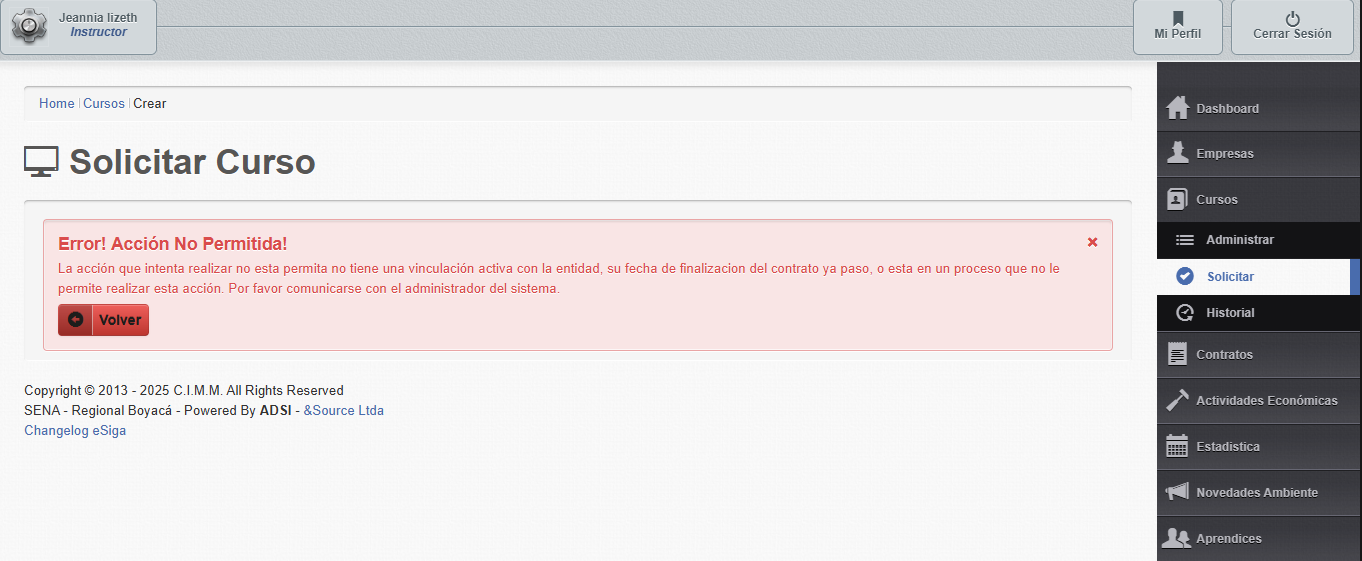 Jeannia lizeth
Instructor
Mi Perfil
Cerrar Sesión
Home | Cursos | Crear
Solicitar Curso
Error! Acción No Permitida!
La acción que intenta realizar no esta permita no tiene una vinculación activa con la entidad, su fecha de finalizacion del contrato ya paso, o esta en un proceso que no le
permite realizar esta acción. Por favor comunicarse con el administrador del sistema.
Volver
Copyright © 2013 - 2025 C.I.M.M. All Rights Reserved
SENA - Regional Boyacá - Powered By ADSI - &Source Ltda
Changelog eSiga
Dashboard
Empresas
Cursos
Administrar
Solicitar
Historial
Contratos
Actividades Económicas
Estadistica
Novedades Ambiente
Aprendices